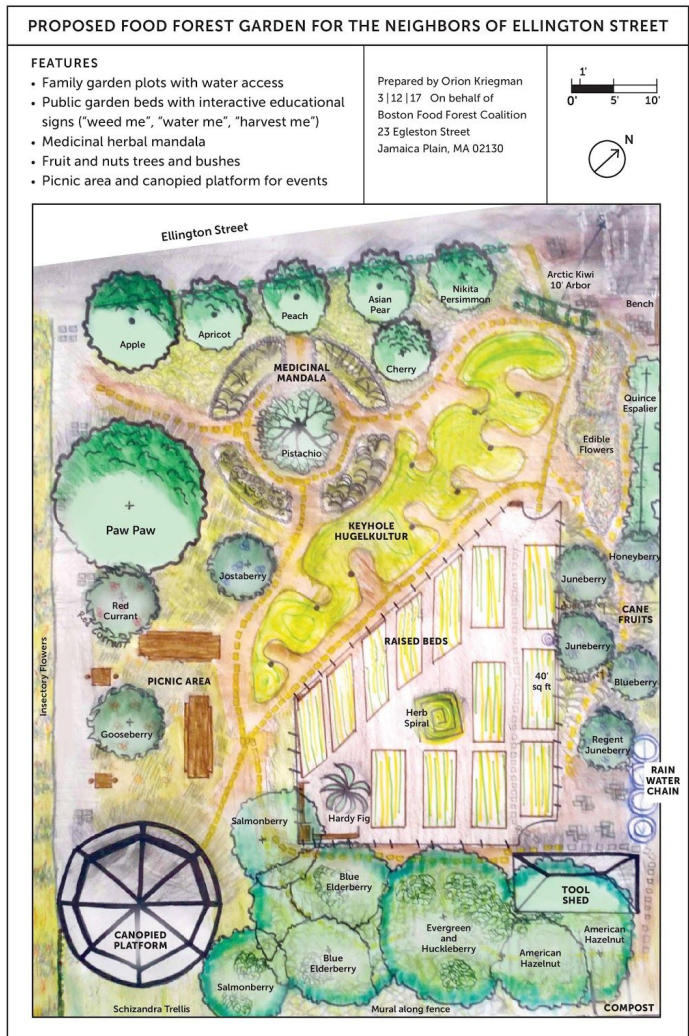 PROPOSED FOOD FOREST GARDEN FOR THE NEIGHBORS OF ELLINGTON STREET
FEATURES
• Family garden plots with water access
• Public garden beds with interactive educational
signs (“weed me”, “water me”, “harvest me”)
• Medicinal herbal mandala
• Fruit and nuts trees and bushes
• Picnic area and canopied platform for events
Prepared by Orion Kriegman
3|12|17 On behalf of
Boston Food Forest Coalition
23 Egleston Street
Jamaica Plain, MA 02130
1'
0' 5' 10'
N
Ellington Street
Arctic Kiwi
10' Arbor
Bench
Apple
Apricot
Peach
Asian
Pear
Nikita
Persimmon
Cherry
MEDICINAL
MANDALA
Pistachio
Quince
Espalier
Edible
Flowers
Paw Paw
KEYHOLE
HUGELKULTUR
Jostaberry
Honeyberry
Juneberry
Red
Currant
CANE
FRUITS
RAISED BEDS
Juneberry
Insectory Flowers
PICNIC AREA
40'
sq ft
Blueberry
Herb
Spiral
Gooseberry
Regent
Juneberry
RAIN
WATER
CHAIN
Salmonberry
Hardy Fig
Blue
Elderberry
TOOL
SHED
CANOPIED
PLATFORM
Evergreen
and
Huckleberry
American
Hazelnut
Blue
Elderberry
American
Hazelnut
Salmonberry
Schizandra Trellis
Mural along fence
COMPOST